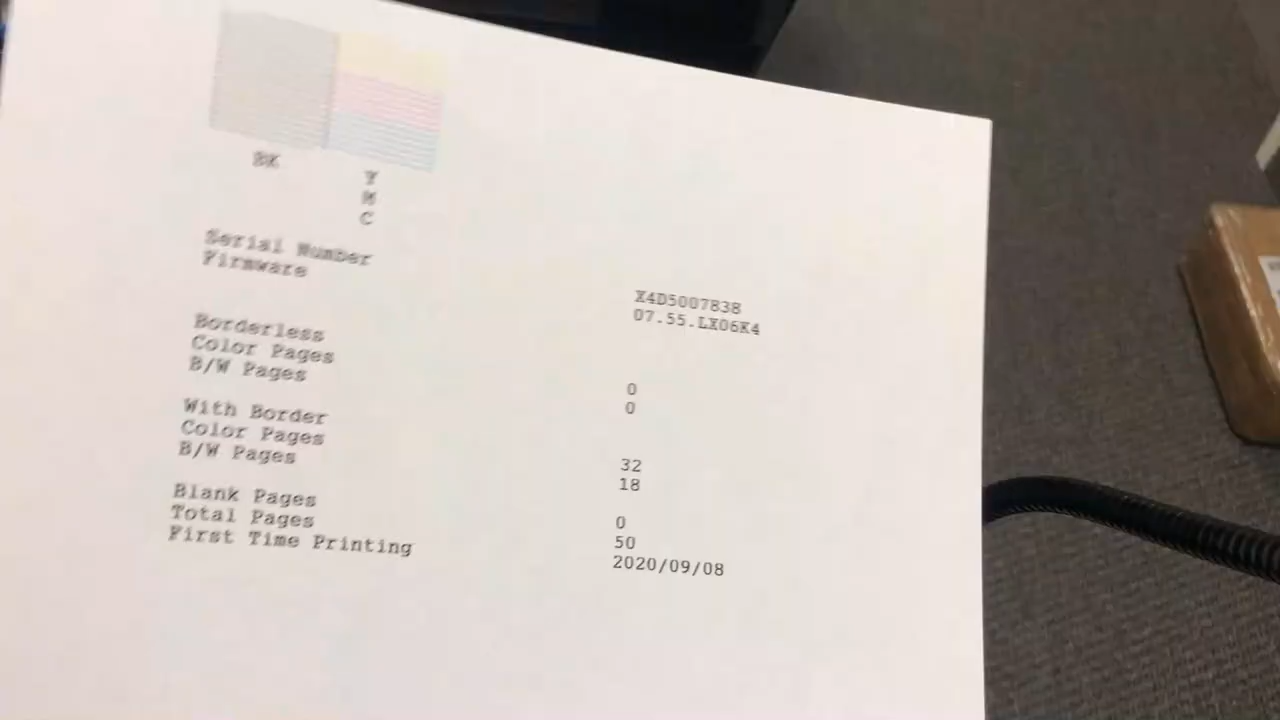 BK
Y
M
C
Serial Number X4D5007838
Firmware 07.55.LX06K4
Borderless
Color Pages 0
B/W Pages 0
With Border
Color Pages 32
B/W Pages 18
Blank Pages 0
Total Pages 50
First Time Printing 2020/09/08